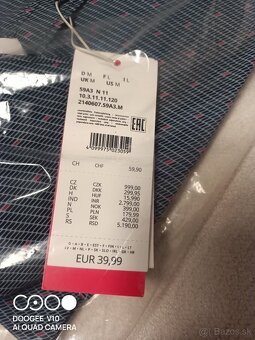 D M F L I L
UK M US M
59A3 N 11
10.3.11.11.120
2140607.59A3.M
EAC
4099975023059
CH CHF 59,90
CZ CZK 999,00
D DKK 299,95
H HUF 15.990
IND INR 2.799,00
N NOK 399,00
PL PLN 179,99
S SEK 429,00
RS RSD 5.190,00
EUR 39,99
DOOGEE V10
AI QUAD CAMERA
Bazos.sk